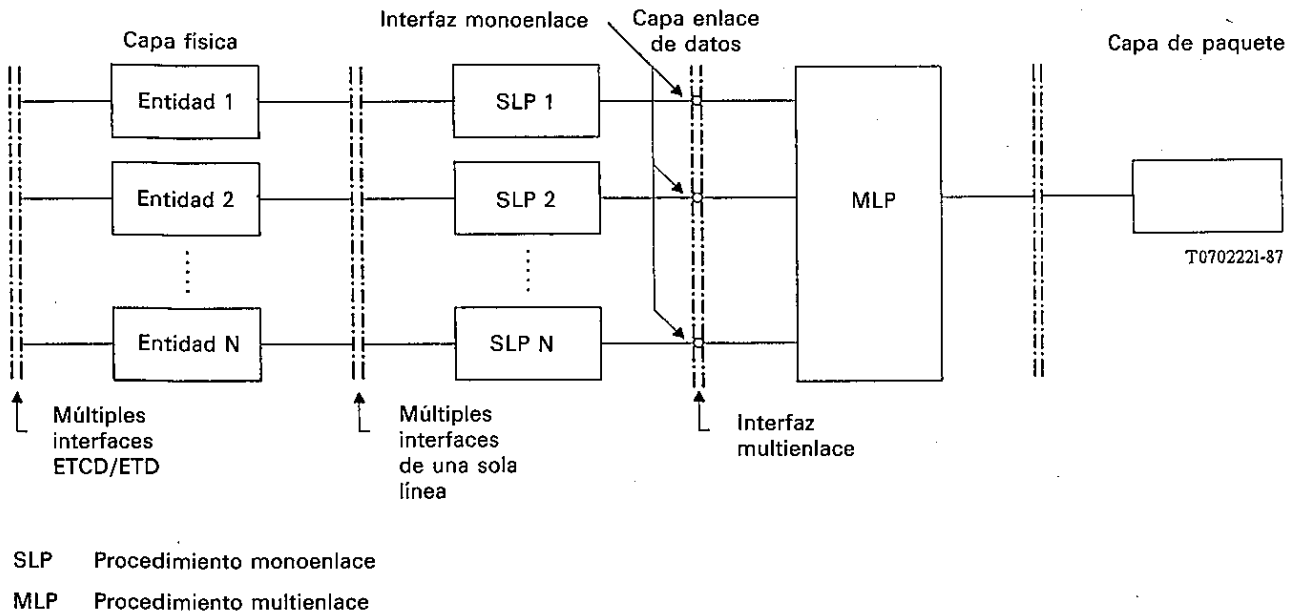 Interfaz monoenlace
Capa enlace
de datos
Capa física
Capa de paquete
Entidad 1
SLP 1
Entidad 2
SLP 2
MLP
T0702221-87
Entidad N
SLP N
Múltiples
interfaces
ETCD/ETD
Múltiples
interfaces
de una sola
línea
Interfaz
multienlace
SLP Procedimiento monoenlace
MLP Procedimiento multienlace